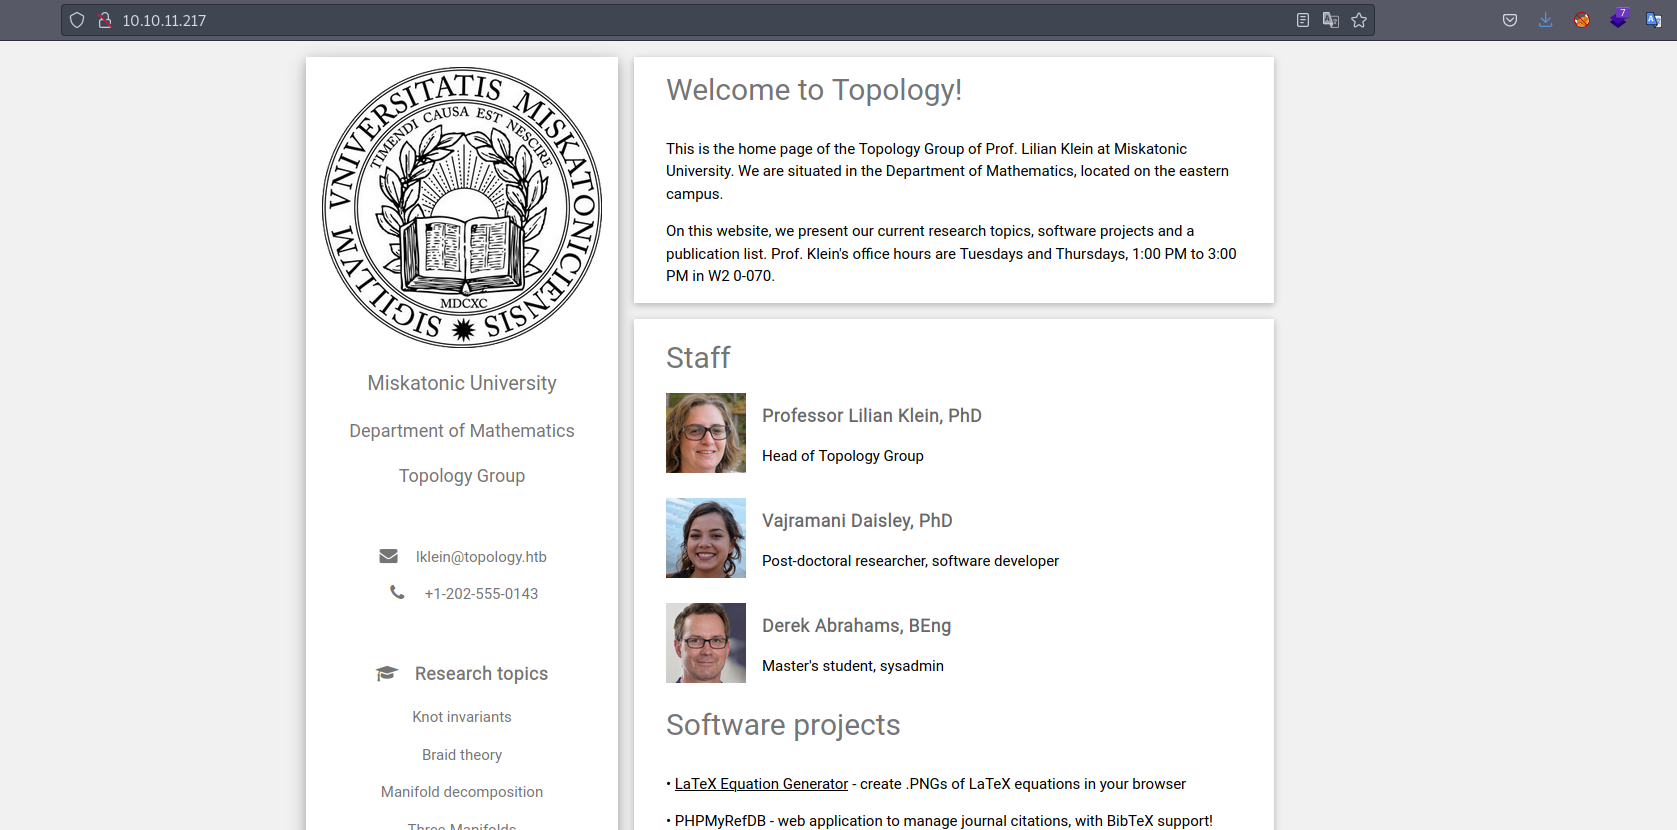 10.10.11.217
7
SIGILLVM VNIVERSITATIS MISKATONICIENSIS
TIMENDI CAUSA EST NESCIRE
MDCXC
Miskatonic University
Department of Mathematics
Topology Group
lklein@topology.htb
+1-202-555-0143
Research topics
Knot invariants
Braid theory
Manifold decomposition
Three Manifolds
Welcome to Topology!
This is the home page of the Topology Group of Prof. Lilian Klein at Miskatonic
University. We are situated in the Department of Mathematics, located on the eastern
campus.
On this website, we present our current research topics, software projects and a
publication list. Prof. Klein's office hours are Tuesdays and Thursdays, 1:00 PM to 3:00
PM in W2 0-070.
Staff
Professor Lilian Klein, PhD
Head of Topology Group
Vajramani Daisley, PhD
Post-doctoral researcher, software developer
Derek Abrahams, BEng
Master's student, sysadmin
Software projects
• LaTeX Equation Generator - create .PNGs of LaTeX equations in your browser
• PHPMyRefDB - web application to manage journal citations, with BibTeX support!